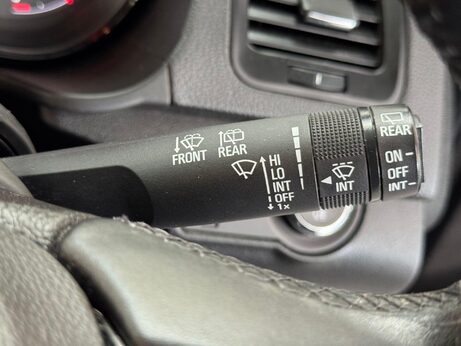 FRONT
REAR
HI
LO
INT
OFF
1x
INT
REAR
ON
OFF
INT